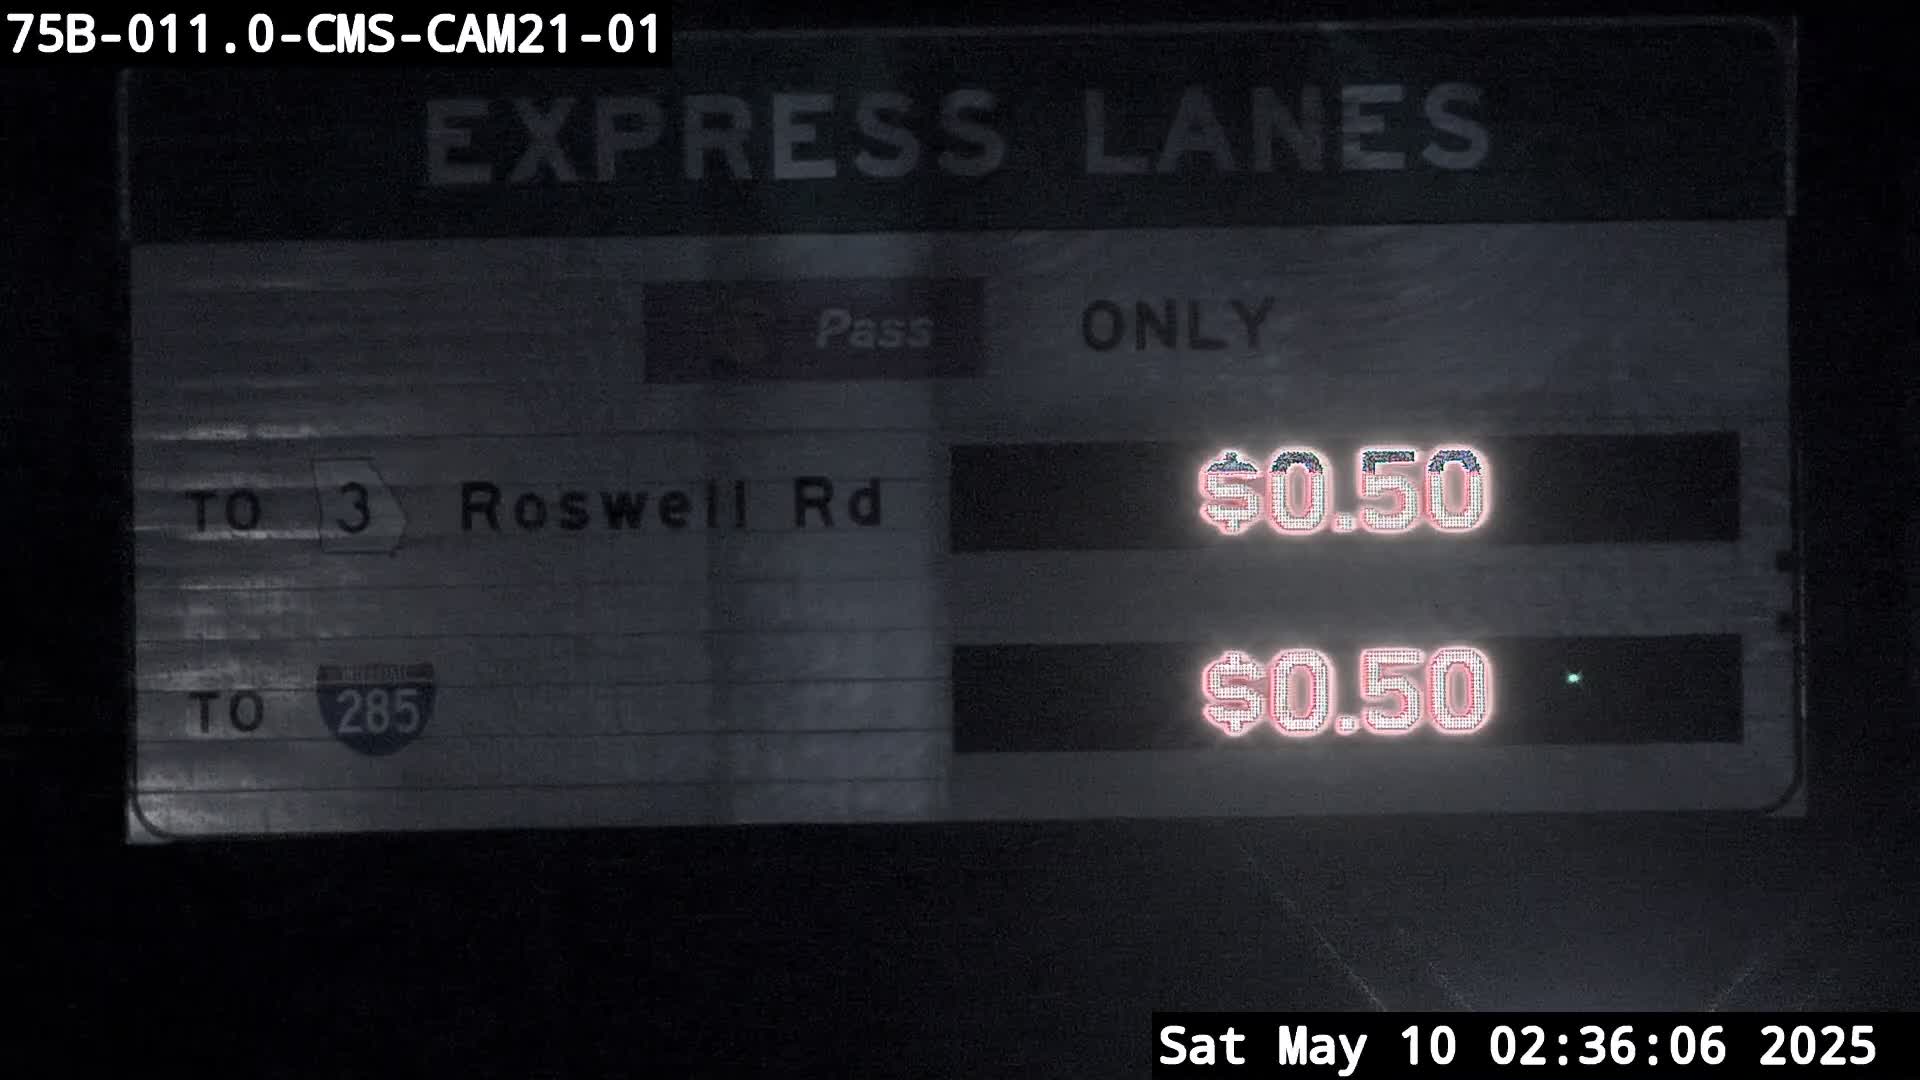 75B-011.0-CMS-CAM21-01
EXPRESS LANES
Pass ONLY
TO 3 Roswell Rd $0.50
TO 285 $0.50
Sat May 10 02:36:06 2025